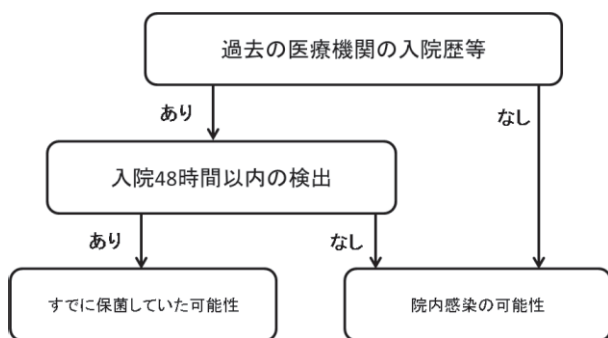 過去の医療機関の入院歴等
あり
なし
入院48時間以内の検出
あり
なし
すでに保菌していた可能性
院内感染の可能性